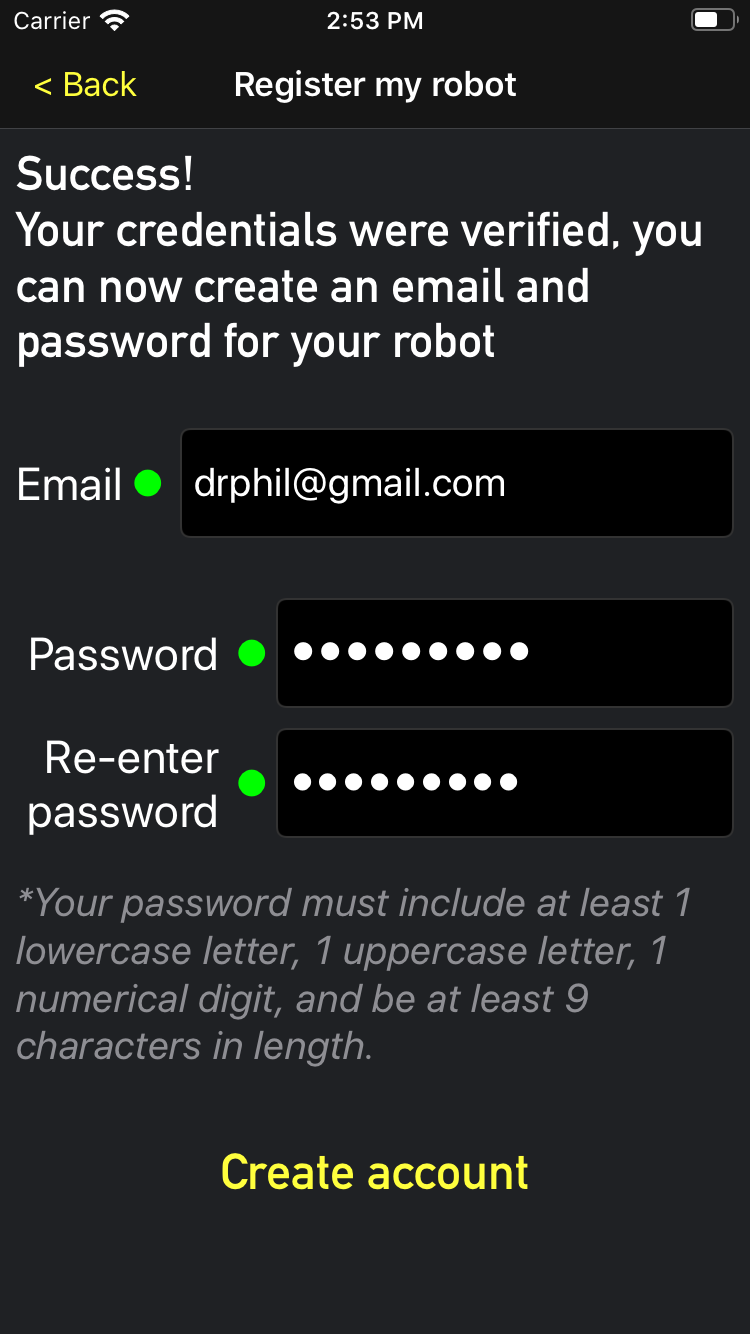 Carrier 2:53 PM
< Back Register my robot
Success!
Your credentials were verified, you
can now create an email and
password for your robot
Email drphil@gmail.com
Password •••••••••
Re-enter
password •••••••••
*Your password must include at least 1
lowercase letter, 1 uppercase letter, 1
numerical digit, and be at least 9
characters in length.
Create account